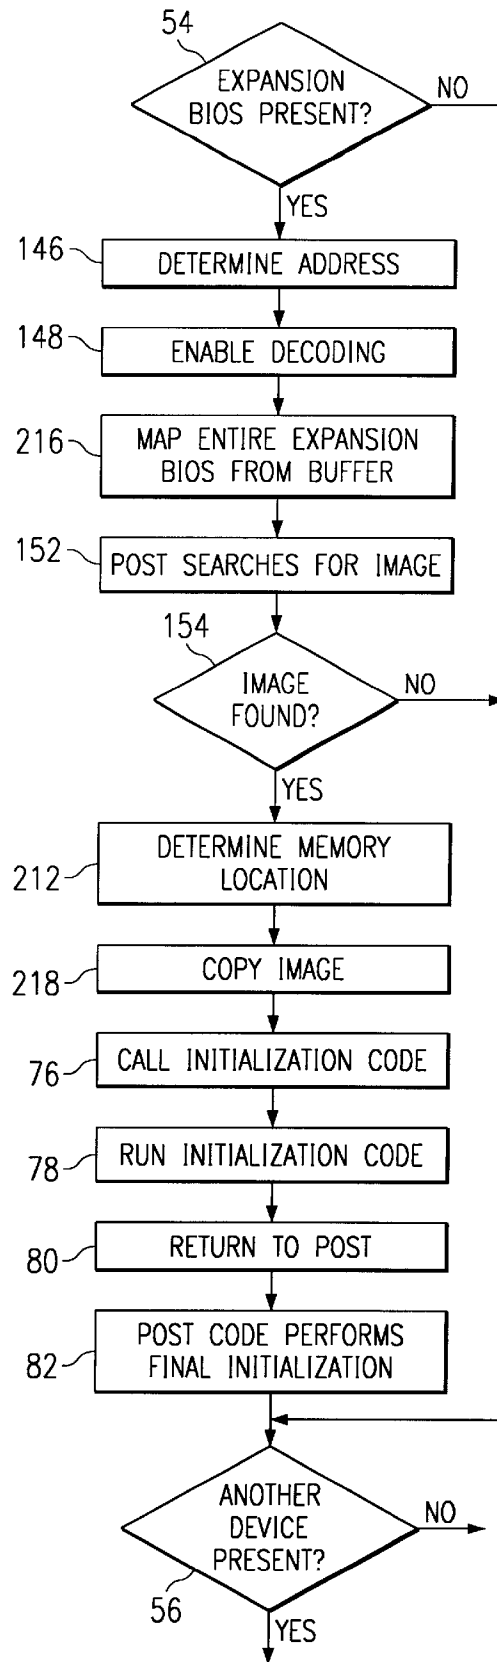 54
EXPANSION
BIOS PRESENT?
NO
YES
146
DETERMINE ADDRESS
148
ENABLE DECODING
216
MAP ENTIRE EXPANSION
BIOS FROM BUFFER
152
POST SEARCHES FOR IMAGE
154
IMAGE
FOUND?
NO
YES
212
DETERMINE MEMORY
LOCATION
218
COPY IMAGE
76
CALL INITIALIZATION CODE
78
RUN INITIALIZATION CODE
80
RETURN TO POST
82
POST CODE PERFORMS
FINAL INITIALIZATION
ANOTHER
DEVICE
PRESENT?
NO
56
YES